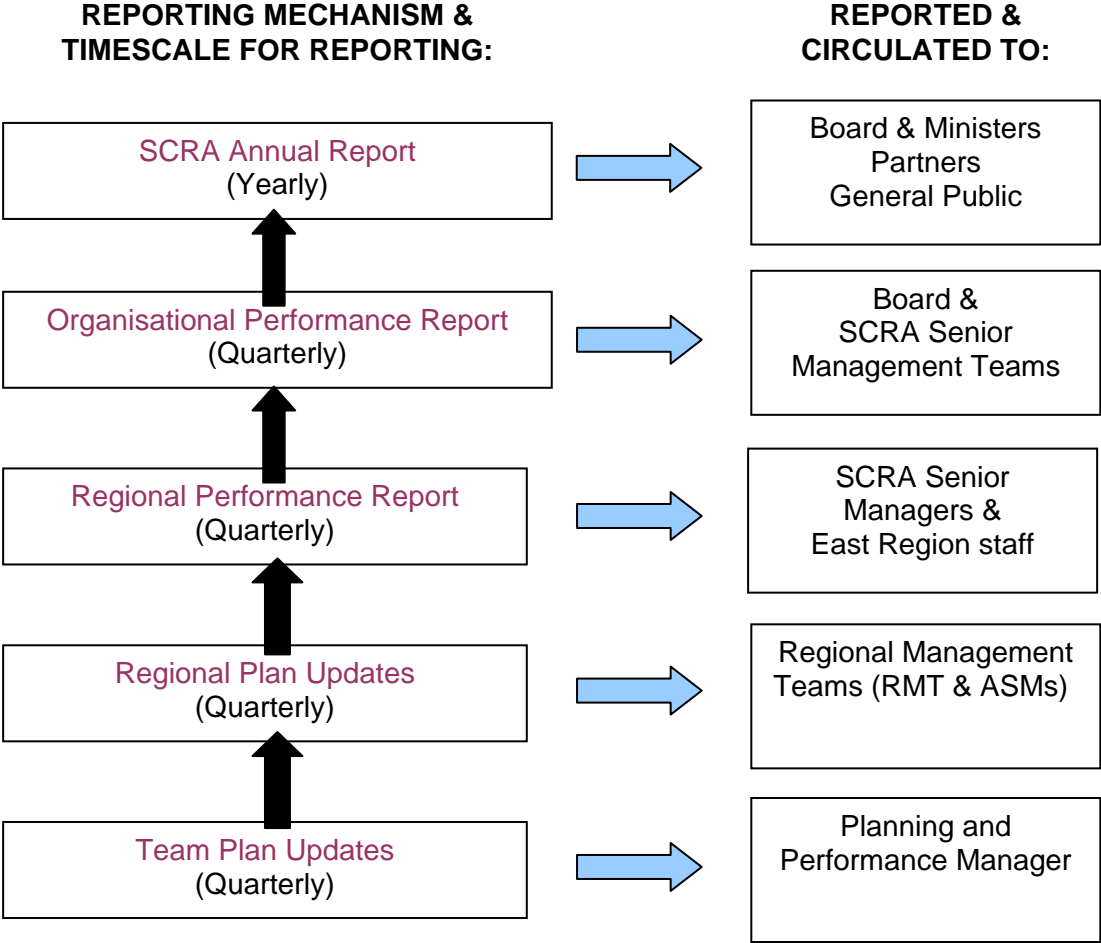 REPORTING MECHANISM &
TIMESCALE FOR REPORTING:
REPORTED &
CIRCULATED TO:
SCRA Annual Report
(Yearly)
Board & Ministers
Partners
General Public
Organisational Performance Report
(Quarterly)
Board &
SCRA Senior
Management Teams
Regional Performance Report
(Quarterly)
SCRA Senior
Managers &
East Region staff
Regional Plan Updates
(Quarterly)
Regional Management
Teams (RMT & ASMs)
Team Plan Updates
(Quarterly)
Planning and
Performance Manager